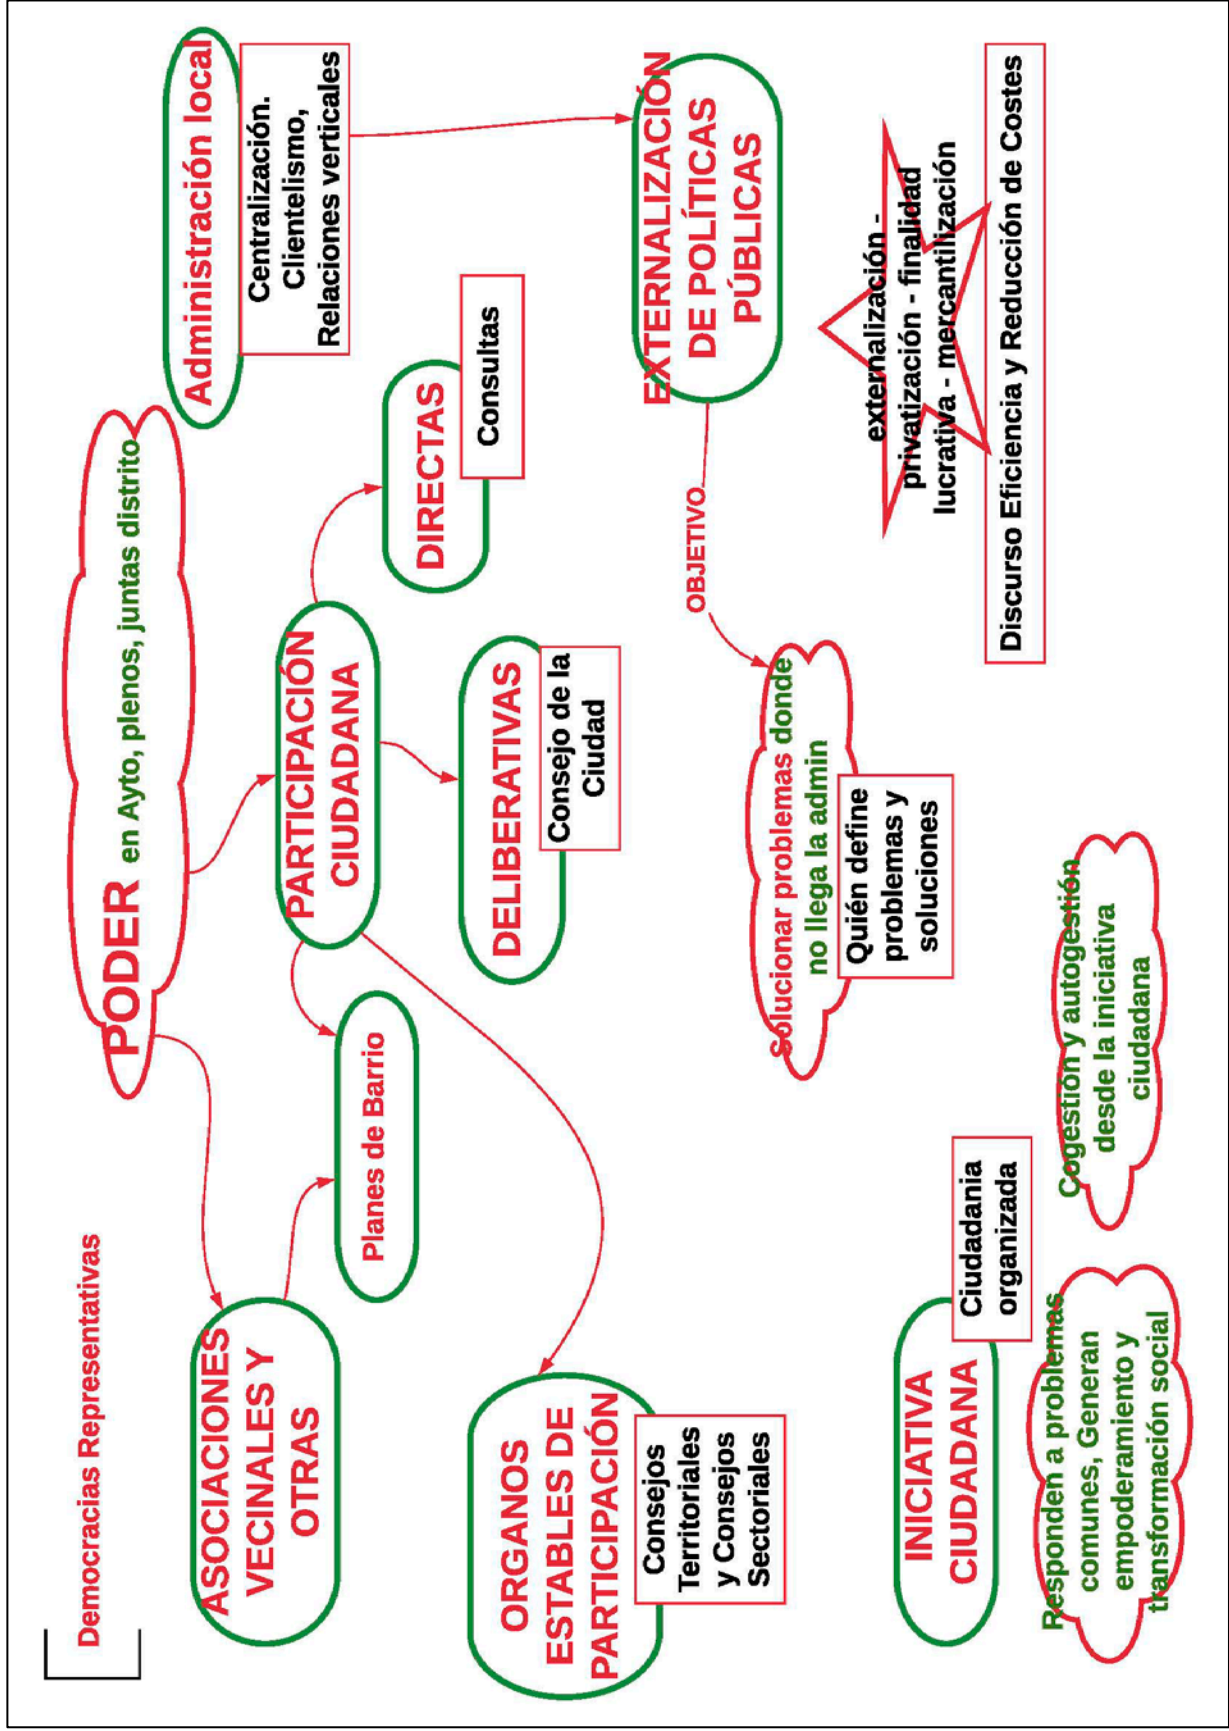 Democracias Representativas
PODER en Ayto, plenos, juntas distrito
Administración local
Centralización.
Clientelismo,
Relaciones verticales
ASOCIACIONES
VECINALES Y
OTRAS
PARTICIPACIÓN
CIUDADANA
Planes de Barrio
DIRECTAS
Consultas
DELIBERATIVAS
Consejo de la
Ciudad
ORGANOS
ESTABLES DE
PARTICIPACIÓN
Consejos
Territoriales
y Consejos
Sectoriales
EXTERNALIZACIÓN
DE POLÍTICAS
PÚBLICAS
OBJETIVO
Solucionar problemas donde
no llega la admin
Quién define
problemas y
soluciones
externalización -
privatización - finalidad
lucrativa - mercantilización
Discurso Eficiencia y Reducción de Costes
INICIATIVA
CIUDADANA
Ciudadania
organizada
Responden a problemas
comunes, Generan
empoderamiento y
transformación social
Cogestión y autogestión
desde la iniciativa
ciudadana